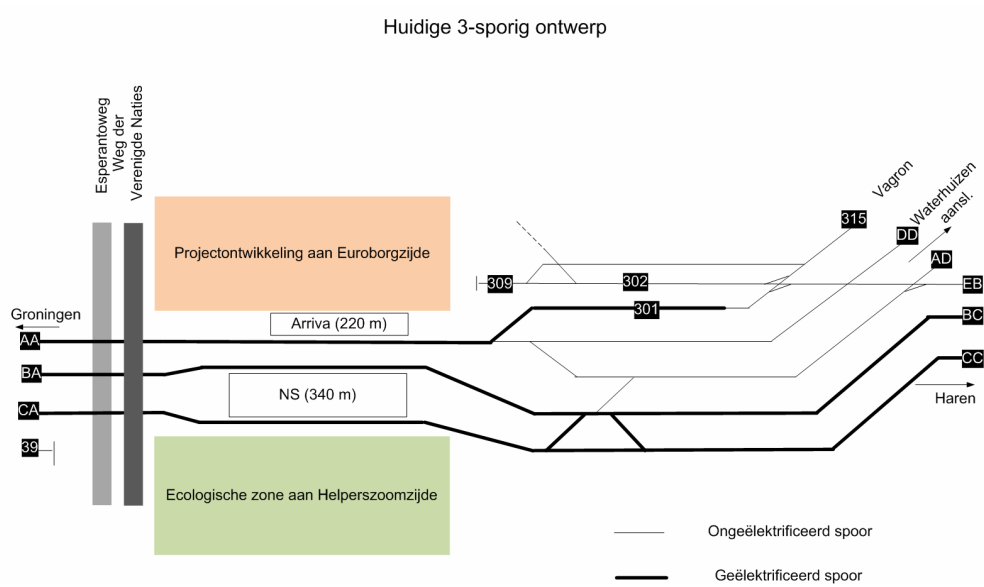 Huidige 3-sporig ontwerp
Esperantoweg
Weg der
Verenigde Naties
Projectontwikkeling aan Euroborgzijde
Vagron
Waterhuizen
aansl.
315
DD
AD
309
302
EB
301
BC
Groningen
Arriva (220 m)
AA
BA
NS (340 m)
CC
CA
Haren
39
Ecologische zone aan Helperszoomzijde
Ongeëlektrificeerd spoor
Geëlektrificeerd spoor